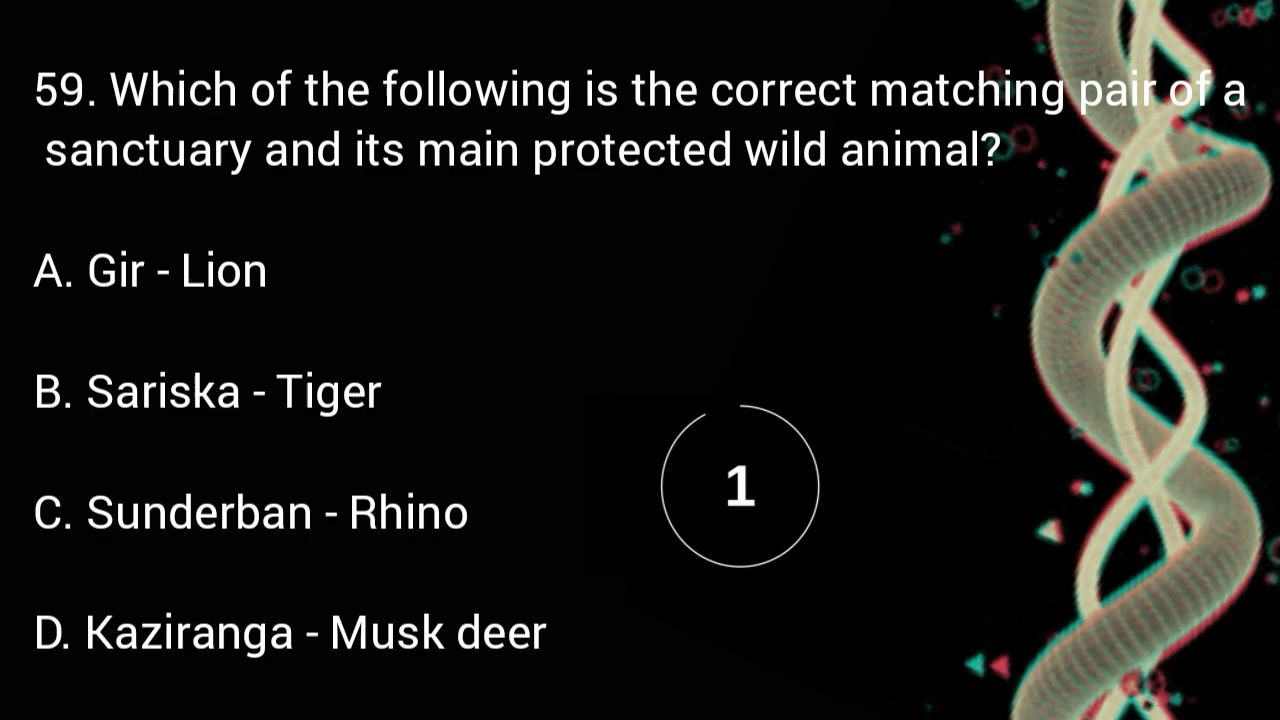 59. Which of the following is the correct matching pair of a
sanctuary and its main protected wild animal?
A. Gir - Lion
B. Sariska - Tiger
1
C. Sunderban - Rhino
D. Kaziranga - Musk deer